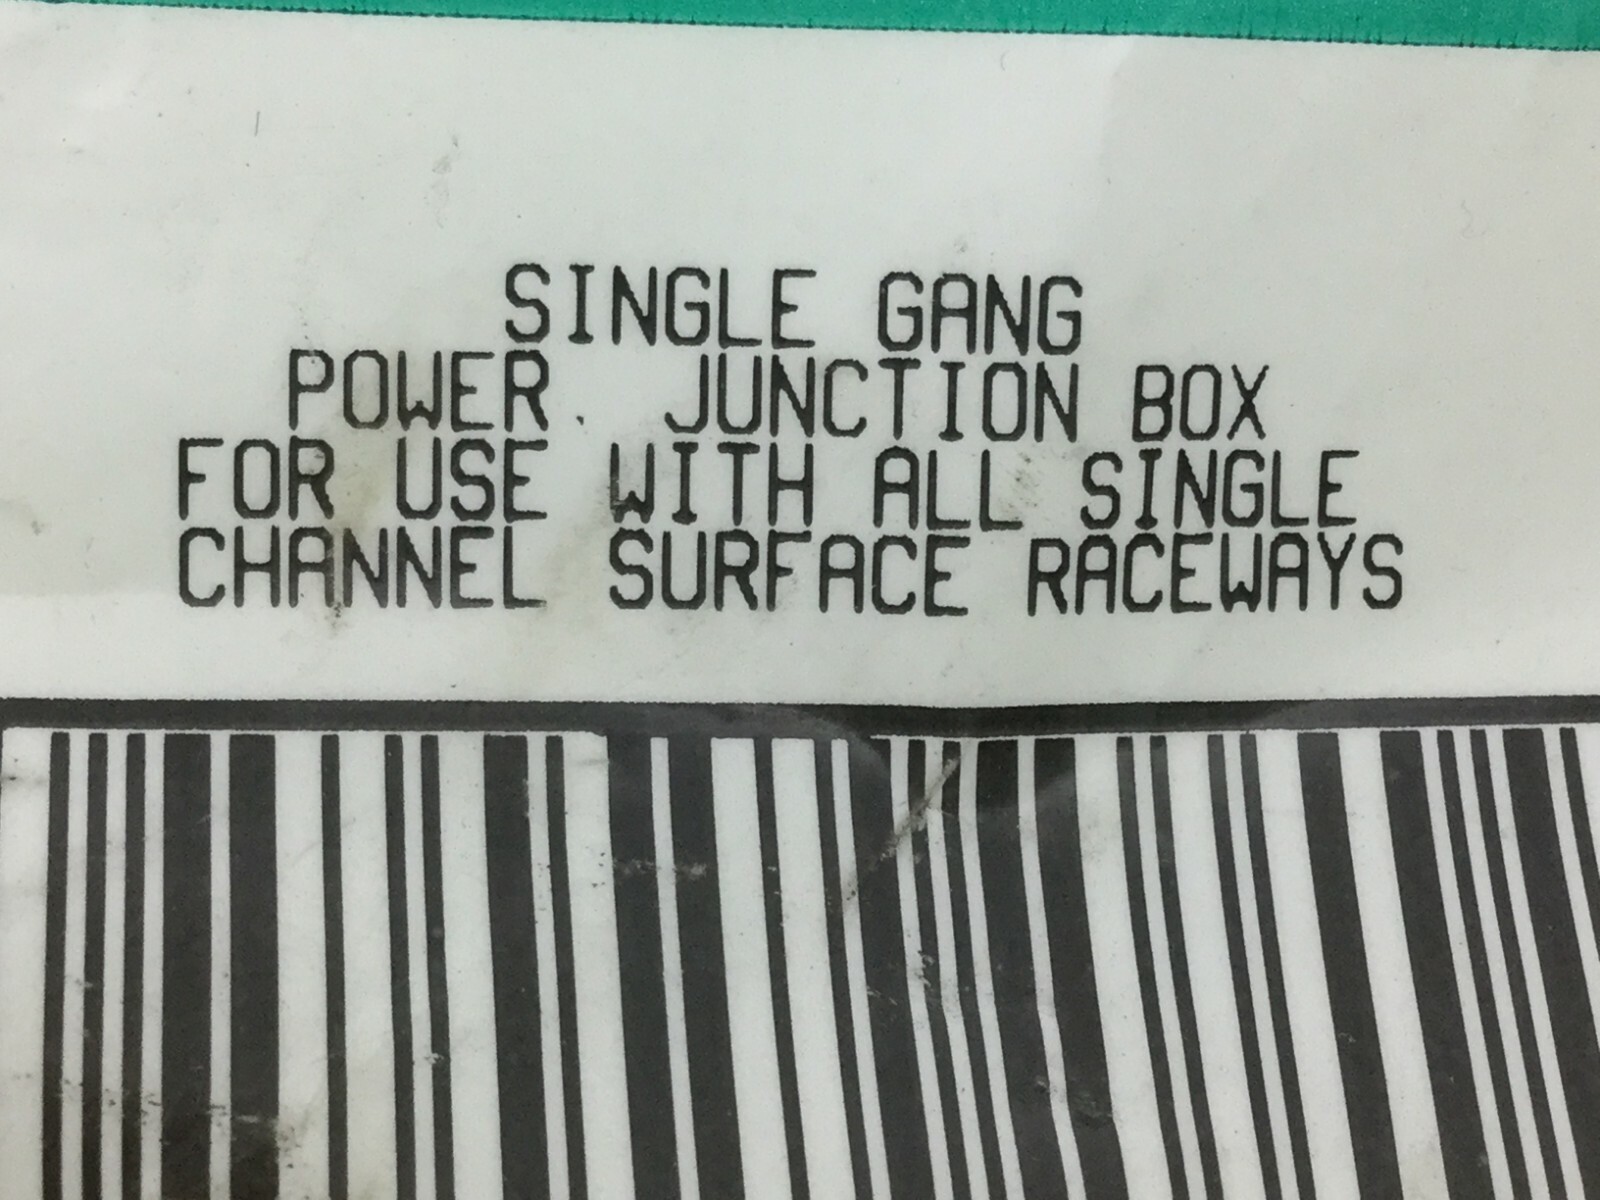 SINGLE GANG
POWER. JUNCTION BOX
FOR USE WITH ALL SINGLE
CHANNEL SURFACE RACEWAYS